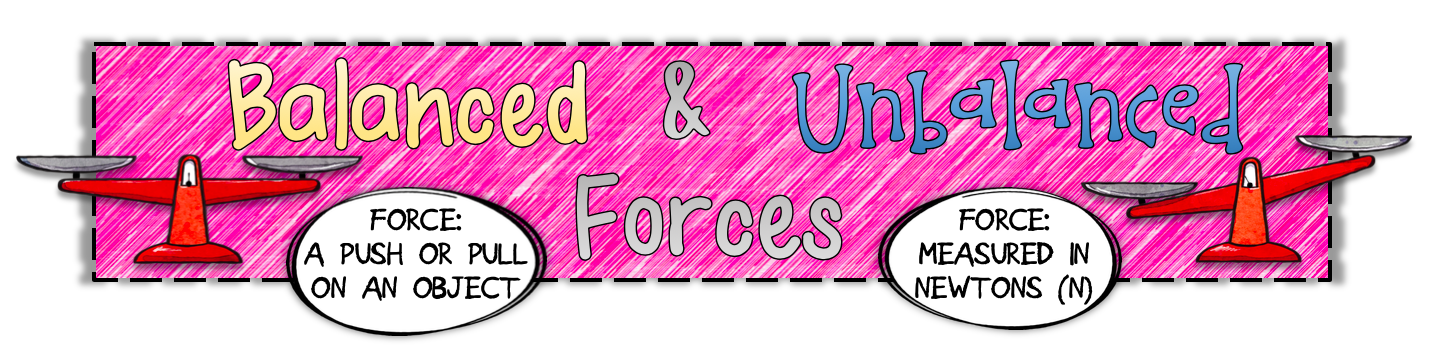 Balanced & Unbalanced
Forces
FORCE:
A PUSH OR PULL
ON AN OBJECT
FORCE:
MEASURED IN
NEWTONS (N)